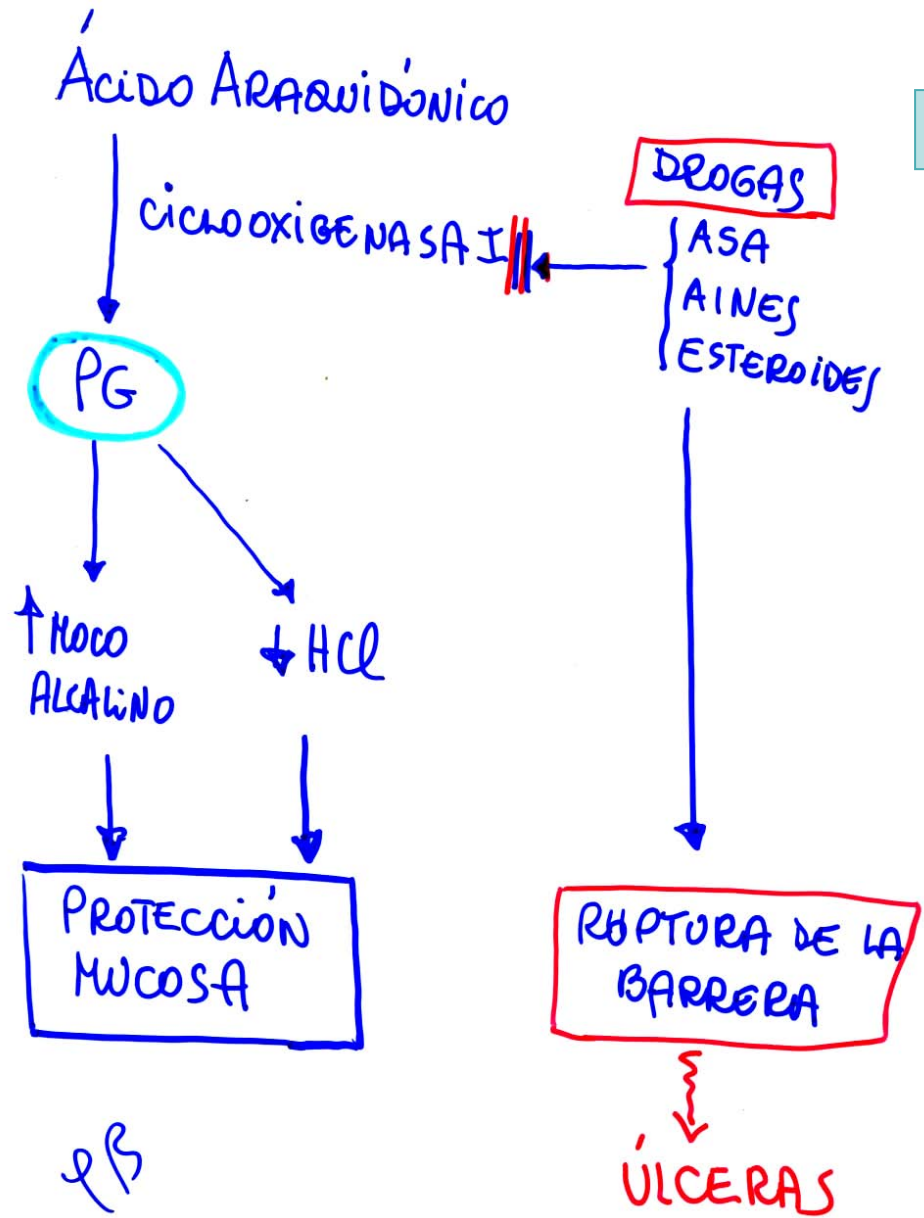 ÁCIDO ARAQUIDÓNICO
CICLOOXIGENASA I
PG
↑ MOCO
ALCALINO
↓ HCl
PROTECCIÓN
MUCOSA
DROGAS
ASA
AINES
ESTEROIDES
RUPTURA DE LA
BARRERA
ÚLCERAS